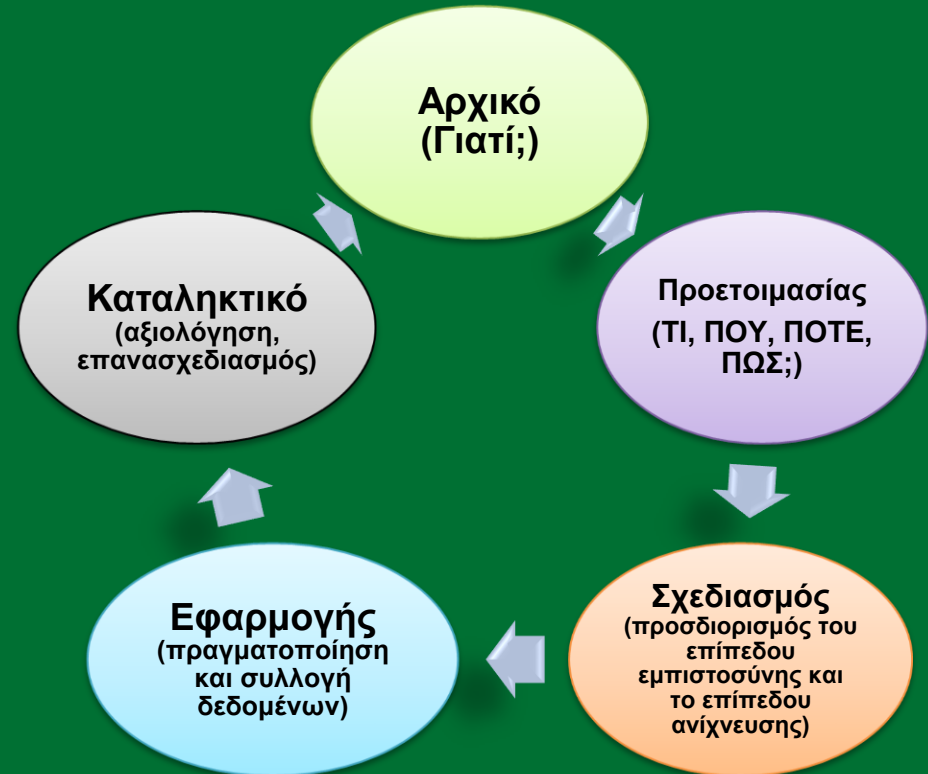 Αρχικό
(Γιατί;)
Προετοιμασίας
(ΤΙ, ΠΟΥ, ΠΟΤΕ,
ΠΩΣ;)
Σχεδιασμός
(προσδιορισμός του
επίπεδου
εμπιστοσύνης και
το επίπεδου
ανίχνευσης)
Εφαρμογής
(πραγματοποίηση
και συλλογή
δεδομένων)
Καταληκτικό
(αξιολόγηση,
επανασχεδιασμός)